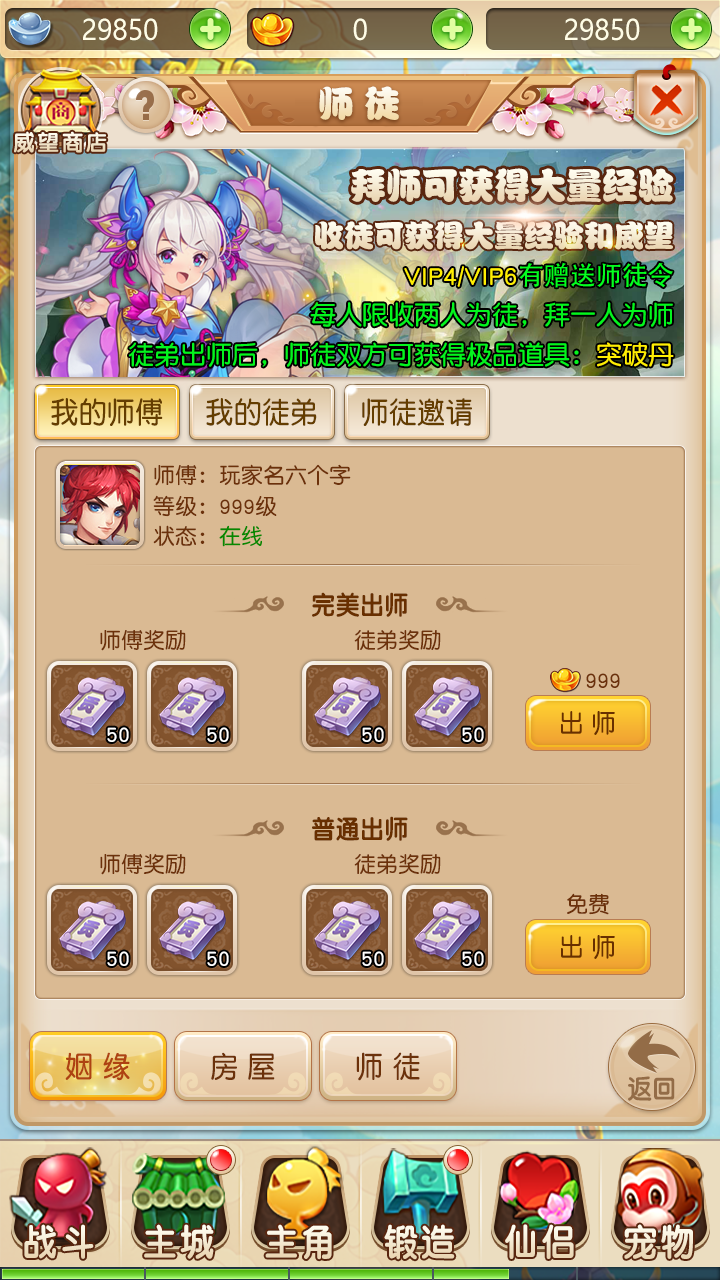 29850
0
29850
商
威望商店
?
师徒
拜师可获得大量经验
收徒可获得大量经验和威望
VIP4/VIP6有赠送师徒令
每人限收两人为徒，拜一人为师
徒弟出师后，师徒双方可获得极品道具：突破丹
我的师傅 我的徒弟 师徒邀请
师傅：玩家名六个字
等级：999级
状态：在线
完美出师
师傅奖励 徒弟奖励
999
50 50 50 50
出师
普通出师
师傅奖励 徒弟奖励
免费
50 50 50 50
出师
姻缘 房屋 师徒
返回
战斗 主城 主角 锻造 仙侣 宠物